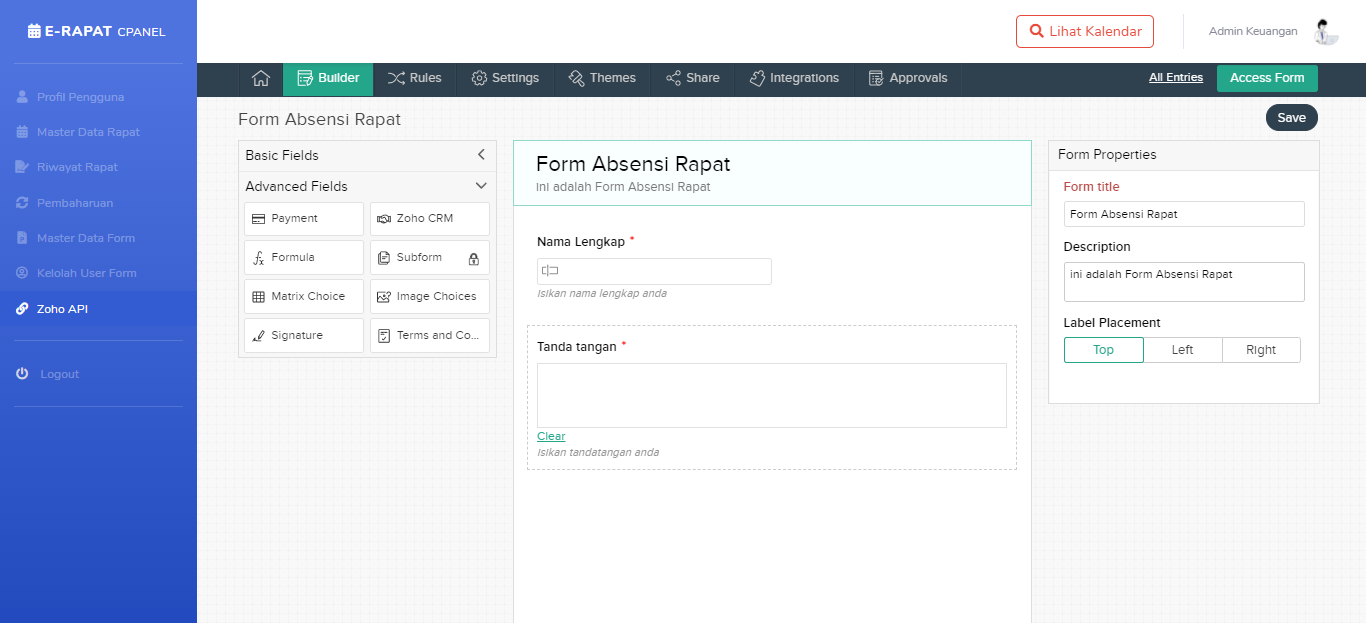 E-RAPAT CPANEL
Profil Pengguna
Master Data Rapat
Riwayat Rapat
Pembaharuan
Master Data Form
Kelolah User Form
Zoho API
Logout
Lihat Kalendar
Admin Keuangan
Builder
Rules
Settings
Themes
Share
Integrations
Approvals
All Entries
Access Form
Form Absensi Rapat
Save
Basic Fields
Advanced Fields
Payment
Zoho CRM
Formula
Subform
Matrix Choice
Image Choices
Signature
Terms and Co...
Form Absensi Rapat
ini adalah Form Absensi Rapat
Nama Lengkap *
Isikan nama lengkap anda
Tanda tangan *
Clear
Isikan tandatangan anda
Form Properties
Form title
Form Absensi Rapat
Description
ini adalah Form Absensi Rapat
Label Placement
Top
Left
Right